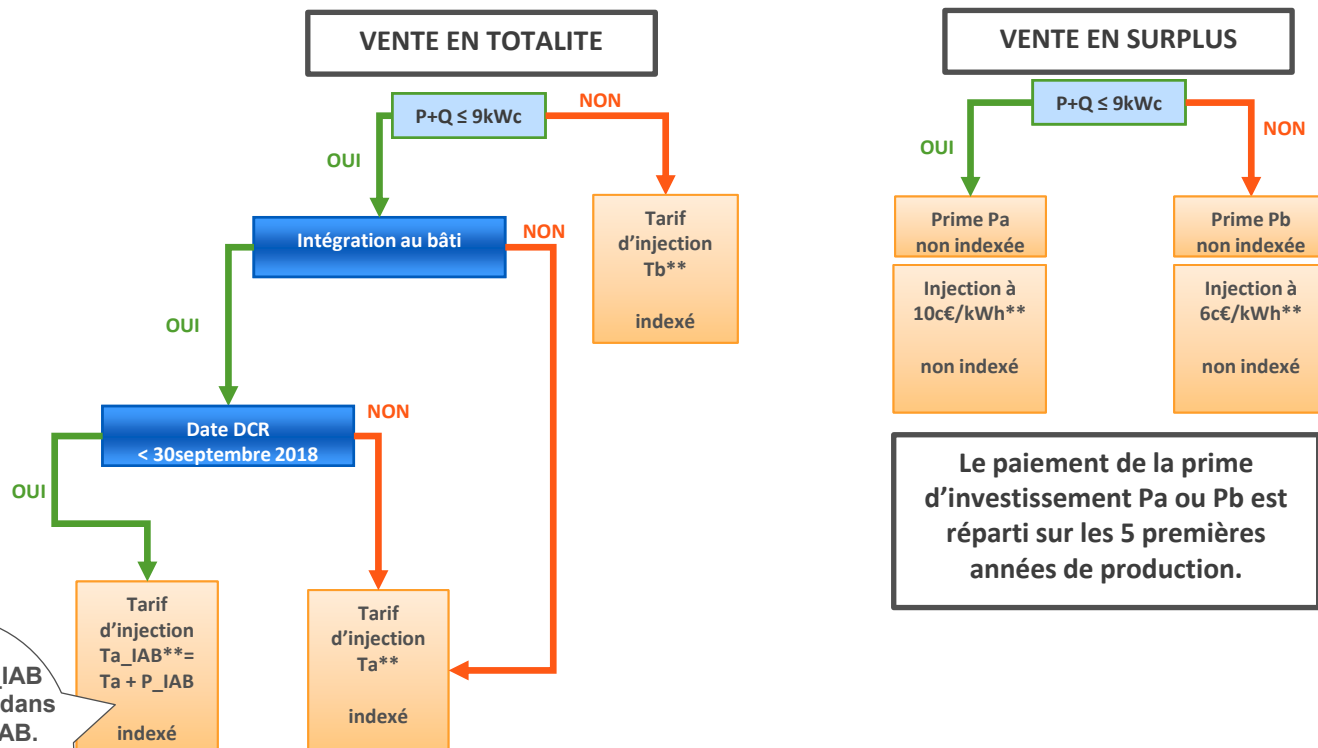 VENTE EN TOTALITE
P+Q ≤ 9kWc
NON
OUI
Intégration au bâti
NON
Tarif
d'injection
Tb**
indexé
OUI
Date DCR
< 30septembre 2018
NON
OUI
Tarif
d'injection
Ta_IAB**=
Ta + P_IAB
indexé
Tarif
d'injection
Ta**
indexé
_IAB
dans
AB.
VENTE EN SURPLUS
P+Q ≤ 9kWc
OUI
NON
Prime Pa
non indexée
Injection à
10c€/kWh**
non indexé
Prime Pb
non indexée
Injection à
6c€/kWh**
non indexé
Le paiement de la prime
d'investissement Pa ou Pb est
réparti sur les 5 premières
années de production.